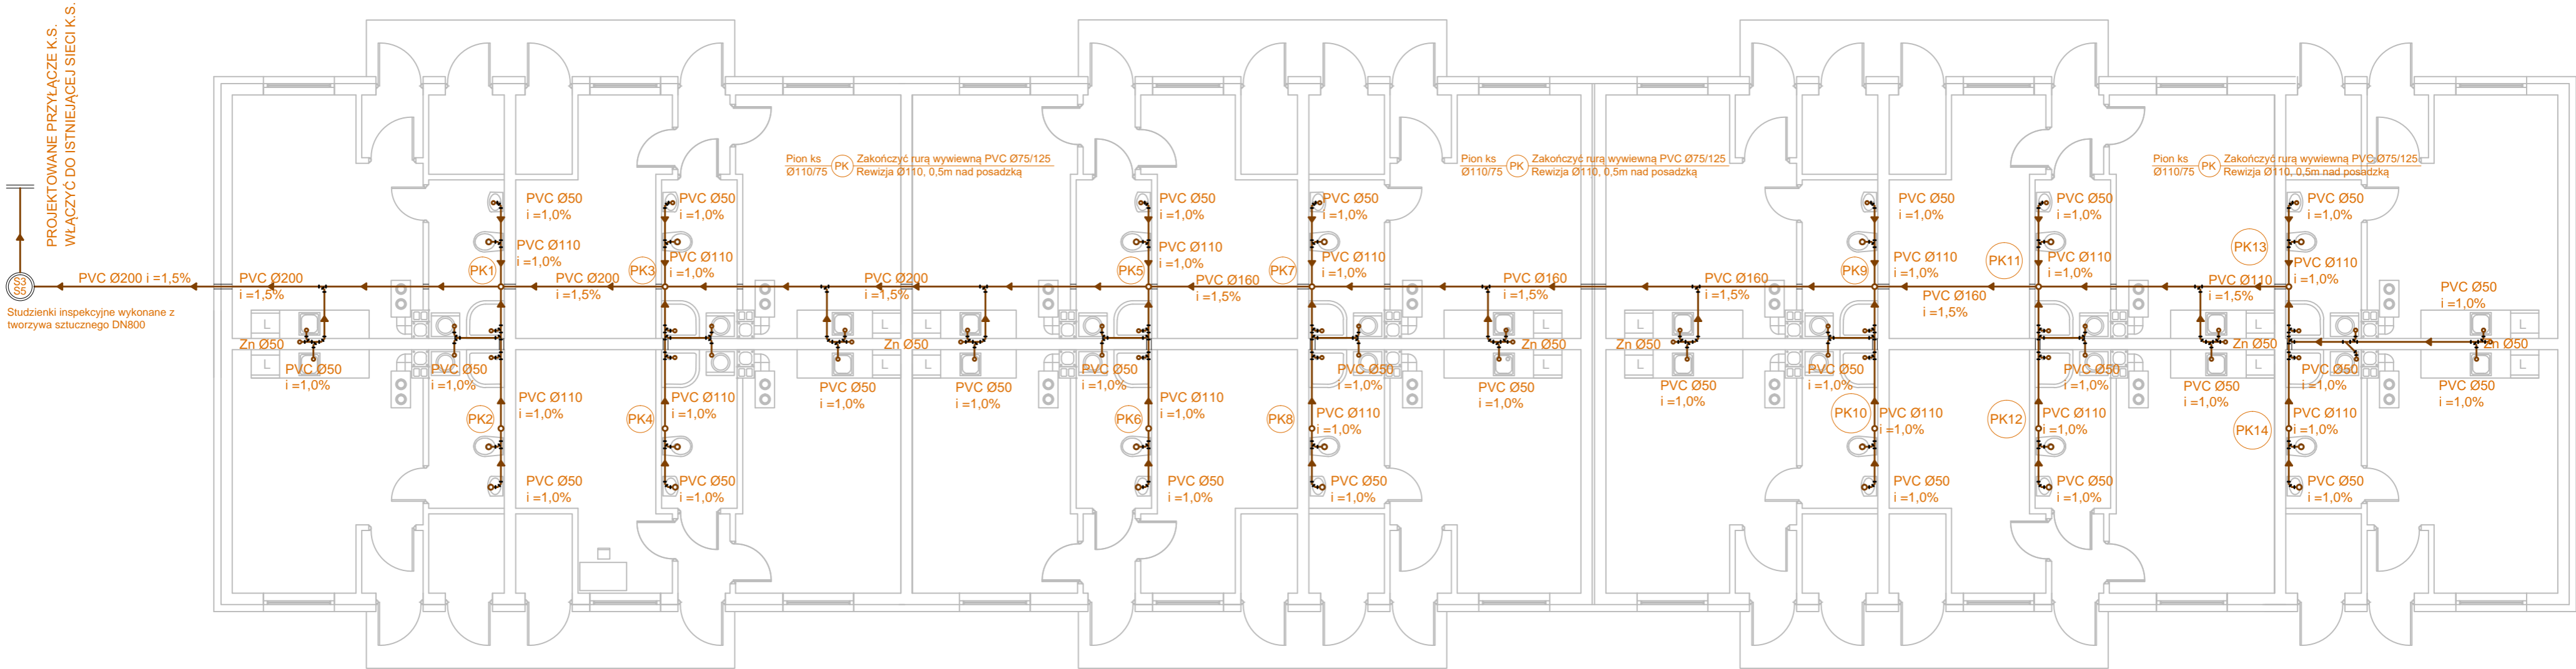 PROJEKTOWANE PRZYŁĄCZE K.S.
WŁĄCZYĆ DO ISTNIEJĄCEJ SIECI K.S.
S3
S5
Studzienki inspekcyjne wykonane z
tworzywa sztucznego DN800
PVC Ø200 i =1,5%
PVC Ø200
i =1,5%
L
Zn Ø50
L
PVC Ø50
i =1,0%
PVC Ø50
i =1,0%
PVC Ø110
i =1,0%
PK1
PVC Ø200
i =1,5%
PVC Ø50
i =1,0%
PVC Ø110
i =1,0%
PK2
PVC Ø50
i =1,0%
PVC Ø50
i =1,0%
PK3
PVC Ø110
i =1,0%
PVC Ø110
i =1,0%
PK4
PVC Ø50
i =1,0%
Pion ks
Ø110/75
PK
Zakończyć rurą wywiewną PVC Ø75/125
Rewizja Ø110, 0,5m nad posadzką
PVC Ø200
i =1,5%
L
L
Zn Ø50
L
L
PVC Ø50
i =1,0%
PVC Ø50
i =1,0%
PVC Ø50
i =1,0%
PVC Ø110
i =1,0%
PK5
PVC Ø160
i =1,5%
PVC Ø50
i =1,0%
PVC Ø110
i =1,0%
PK6
PVC Ø50
i =1,0%
PVC Ø50
i =1,0%
PK7
PVC Ø110
i =1,0%
PVC Ø50
i =1,0%
PVC Ø110
i =1,0%
PK8
PVC Ø50
i =1,0%
Pion ks
Ø110/75
PK
Zakończyć rurą wywiewną PVC Ø75/125
Rewizja Ø110, 0,5m nad posadzką
PVC Ø160
i =1,5%
L
Zn Ø50
L
PVC Ø50
i =1,0%
PVC Ø160
i =1,5%
L
Zn Ø50
L
PVC Ø50
i =1,0%
PVC Ø50
i =1,0%
PK9
PVC Ø110
i =1,0%
PVC Ø160
i =1,5%
PVC Ø50
i =1,0%
PK10
PVC Ø110
i =1,0%
PVC Ø50
i =1,0%
PVC Ø50
i =1,0%
PK11
PVC Ø110
i =1,0%
PVC Ø50
i =1,0%
PK12
PVC Ø110
i =1,0%
PVC Ø50
i =1,0%
Pion ks
Ø110/75
PK
Zakończyć rurą wywiewną PVC Ø75/125
Rewizja Ø110, 0,5m nad posadzką
PVC Ø110
i =1,5%
L
Zn Ø50
L
PVC Ø50
i =1,0%
PVC Ø50
i =1,0%
PK13
PVC Ø110
i =1,0%
PVC Ø50
i =1,0%
PK14
PVC Ø110
i =1,0%
PVC Ø50
i =1,0%
PVC Ø50
i =1,0%
L
Zn Ø50
L
PVC Ø50
i =1,0%